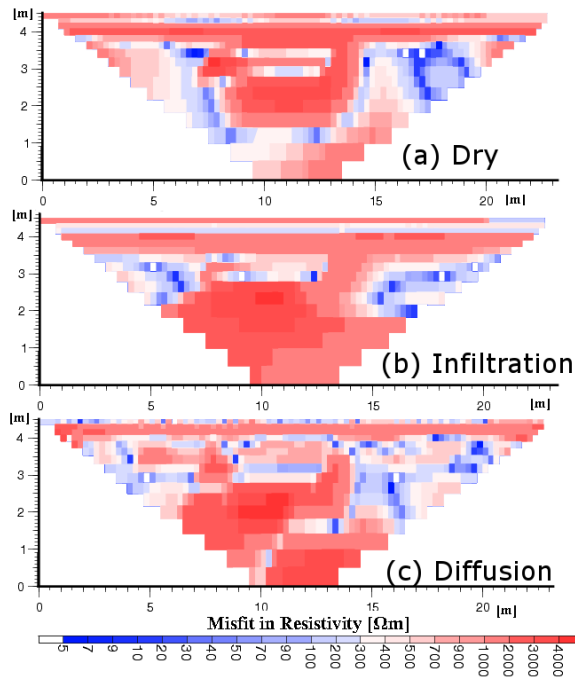 [m]
4
3
2
1
0
(a) Dry
0 5 10 15 20 [m]
[m]
4
3
2
1
0
(b) Infiltration
0 5 10 15 20
[m]
4
3
2
1
0
(c) Diffusion
0 5 10 15 20 [m]
Misfit in Resistivity [Ωm]
5 7 9 10 30 50 70 90 100 200 300 400 500 700 900 1000 2000 3000 4000